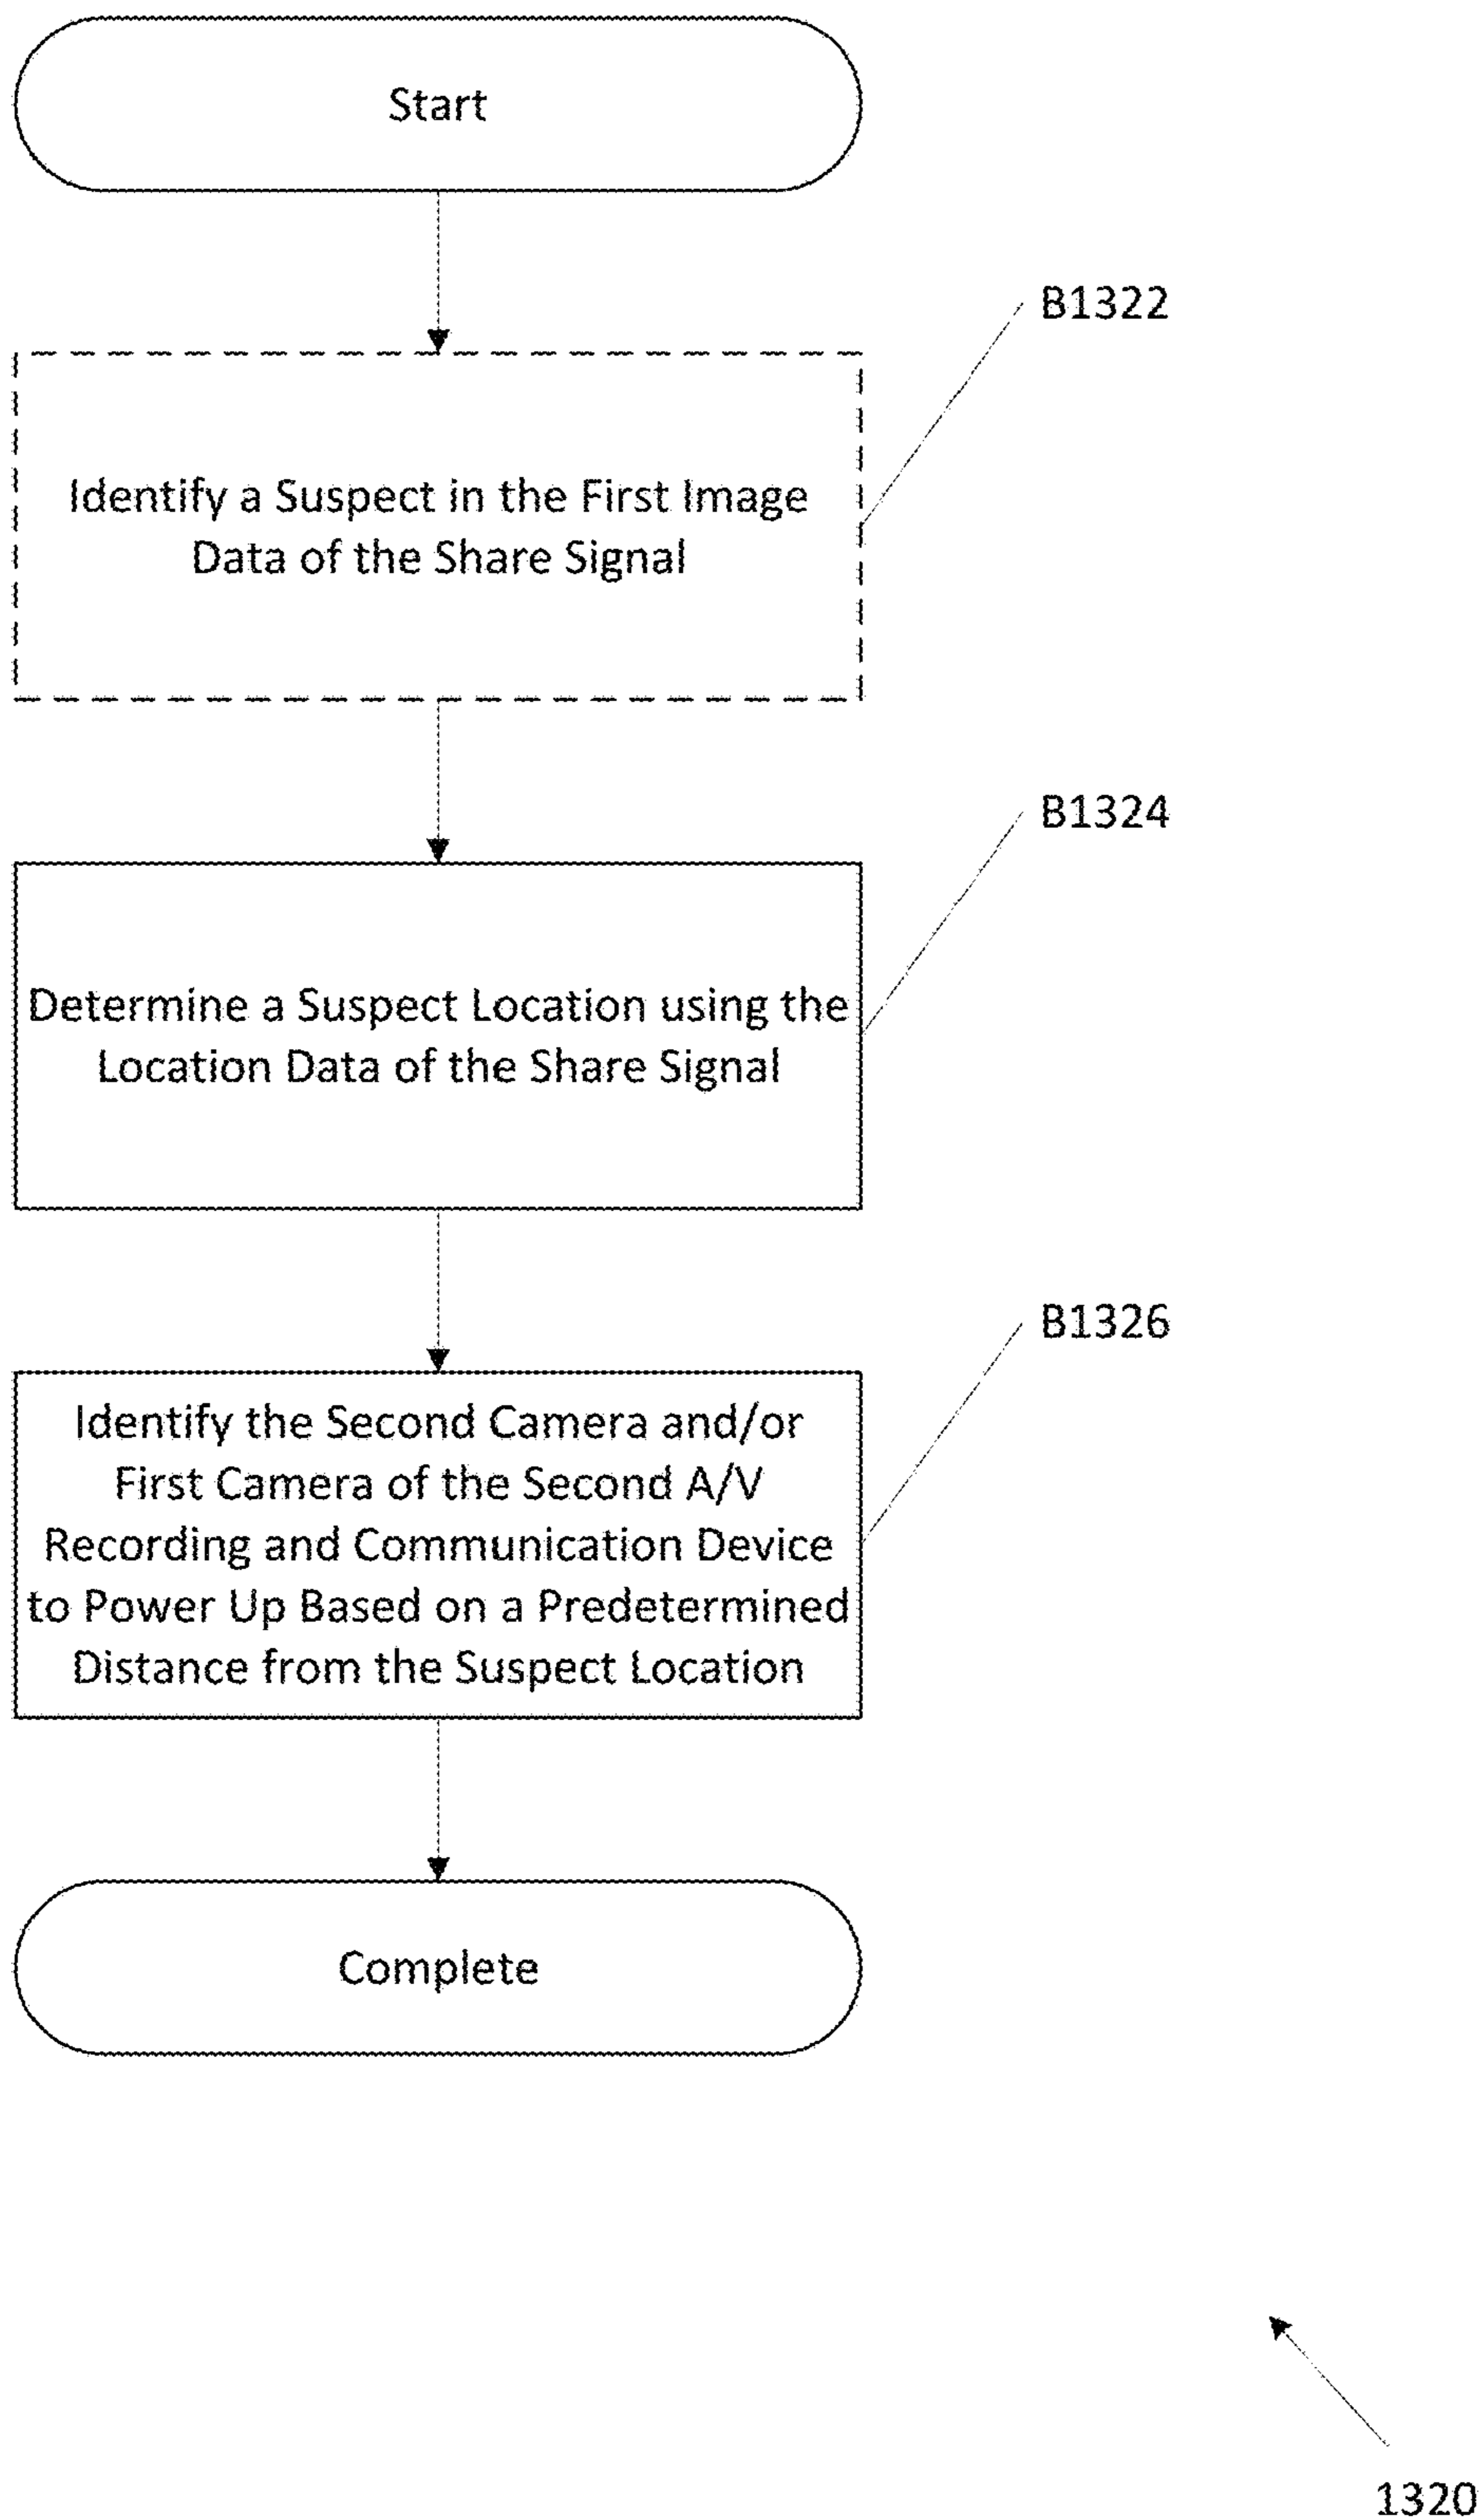 Start
B1322
Identify a Suspect in the First Image
Data of the Share Signal
B1324
Determine a Suspect Location using the
Location Data of the Share Signal
B1326
Identify the Second Camera and/or
First Camera of the Second A/V
Recording and Communication Device
to Power Up Based on a Predetermined
Distance from the Suspect Location
Complete
1320